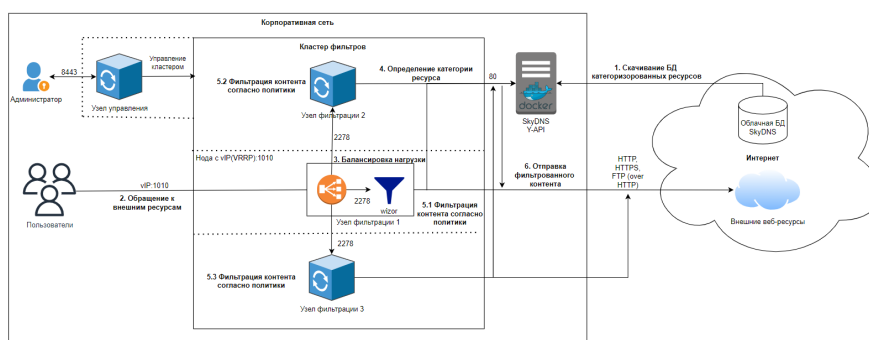 Корпоративная сеть
Кластер фильтров
8443
Администратор
Узел управления
Управление
кластером
5.2 Фильтрация контента
согласно политики
Узел фильтрации 2
4. Определение категории
ресурса
80
docker
SkyDNS
Y-API
1. Скачивание БД
категоризованных ресурсов
Облачная БД
SkyDNS
Интернет
2278
Нода с vIP(VRRP):1010
3. Балансировка нагрузки
vIP:1010
2. Обращение к
внешним ресурсам
Пользователи
2278
wizor
Узел фильтрации 1
5.1 Фильтрация
контента согласно
политики
6. Отправка
фильтрованного
контента
HTTP,
HTTPS,
FTP (over
HTTP)
Внешние веб-ресурсы
2278
5.3 Фильтрация контента
согласно политики
Узел фильтрации 3